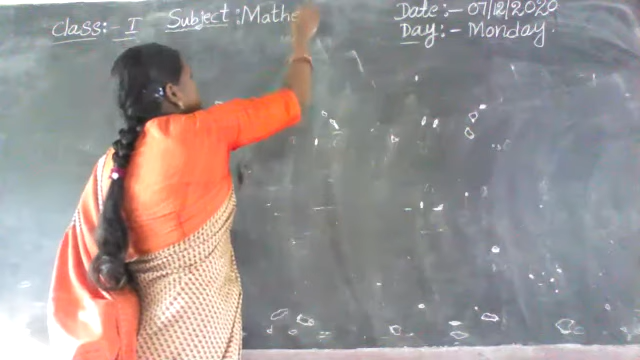 Class:- I Subject :Mathe Date :- 07/12/2020
Day :- Monday.